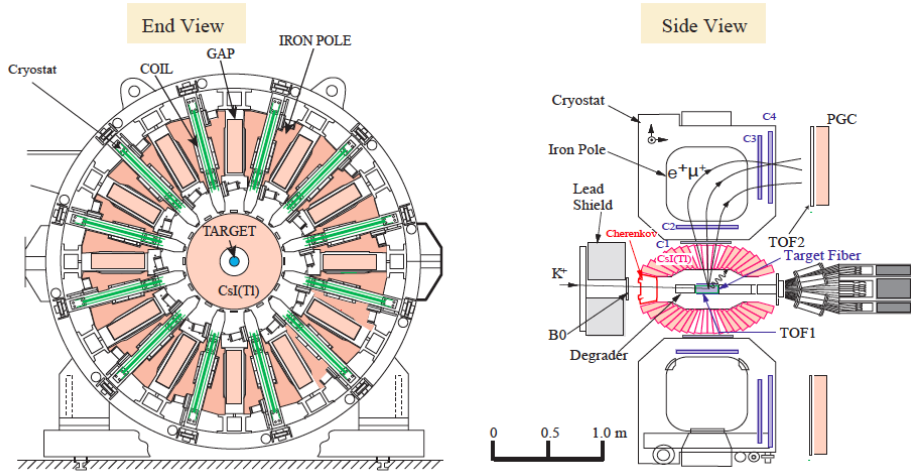 End View
Side View
GAP
IRON POLE
Cryostat
COIL
TARGET
CsI(Tl)
Cryostat
C4
C3
PGC
Iron Pole
e+μ+
Lead
Shield
C2
Cherenkov
C1
TOF2
CsI(Tl)
Target Fiber
K+
B0
TOF1
Degrader
0 0.5 1.0 m